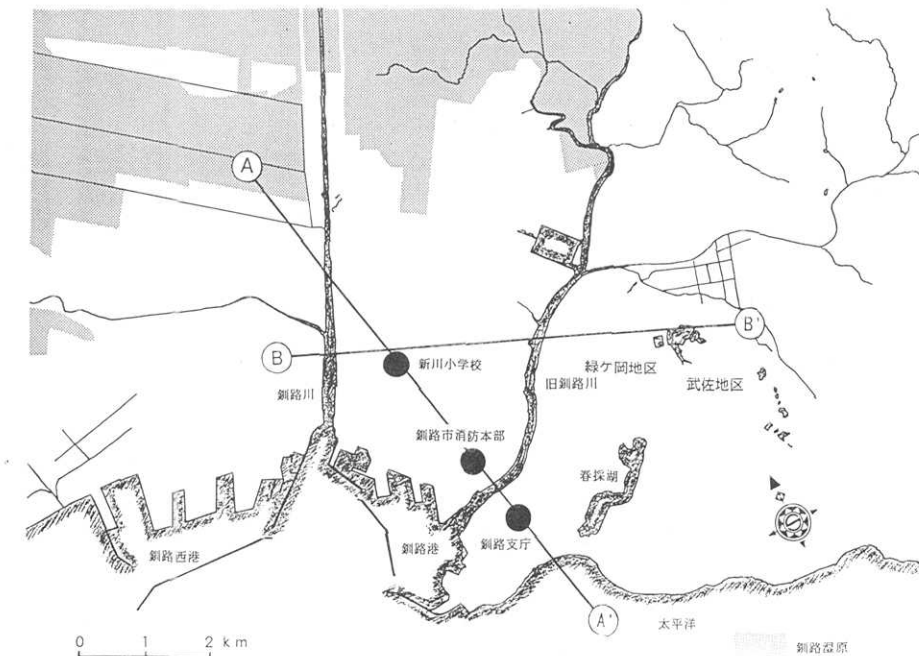 A
B
B'
新川小学校
緑ケ岡地区
旧釧路川
武佐地区
釧路川
釧路市消防本部
春採湖
釧路西港
釧路港
釧路支庁
A'
太平洋
0 1 2 km
釧路湿原